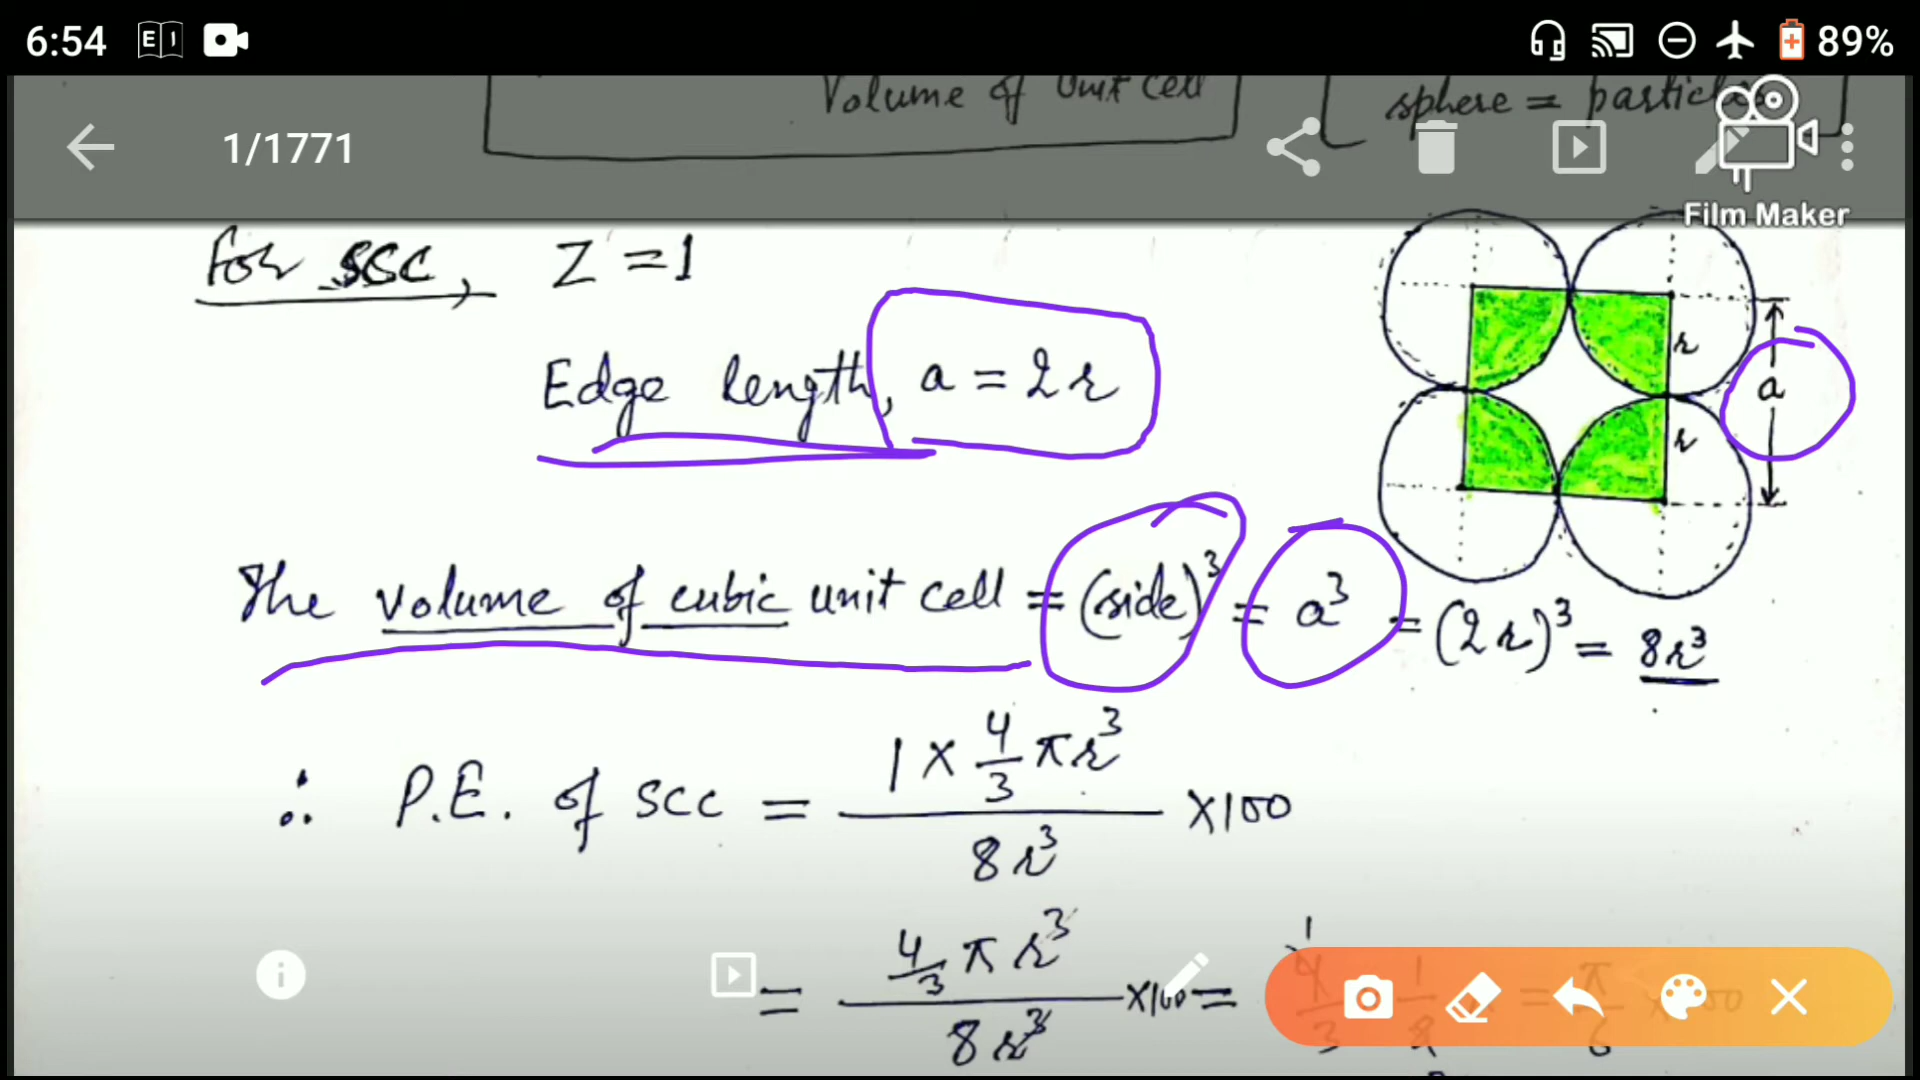 6:54 89%
Volume of Unit Cell
sphere = particles
1/1771
Film Maker
For SCC, Z = 1
Edge length, a = 2r
r
a
r
The volume of cubic unit cell = (side)³ = a³ = (2r)³ = 8r³
∴ P.E. of SCC = 1 × 4/3 πr³ / 8r³ ×100
= 4/3 πr³ / 8r³ ×100 =